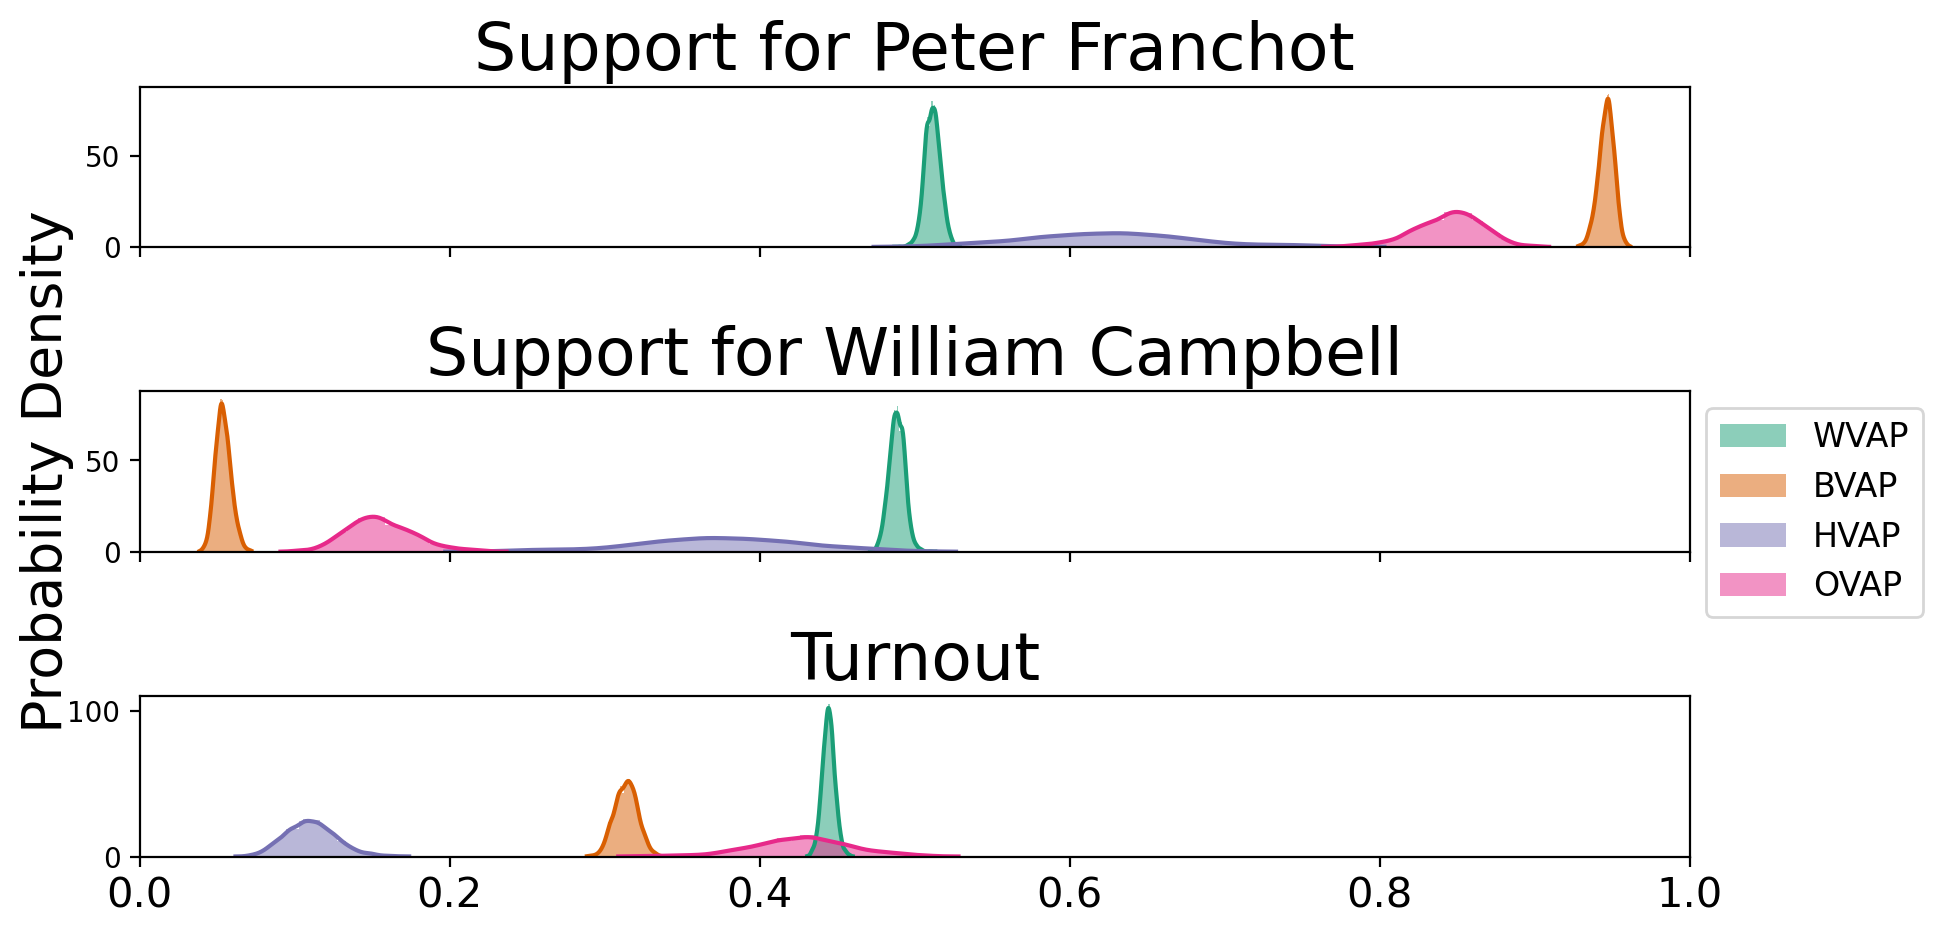 Support for Peter Franchot
50
0
Support for William Campbell
50
0
Turnout
100
0
0.0 0.2 0.4 0.6 0.8 1.0
Probability Density
WVAP
BVAP
HVAP
OVAP